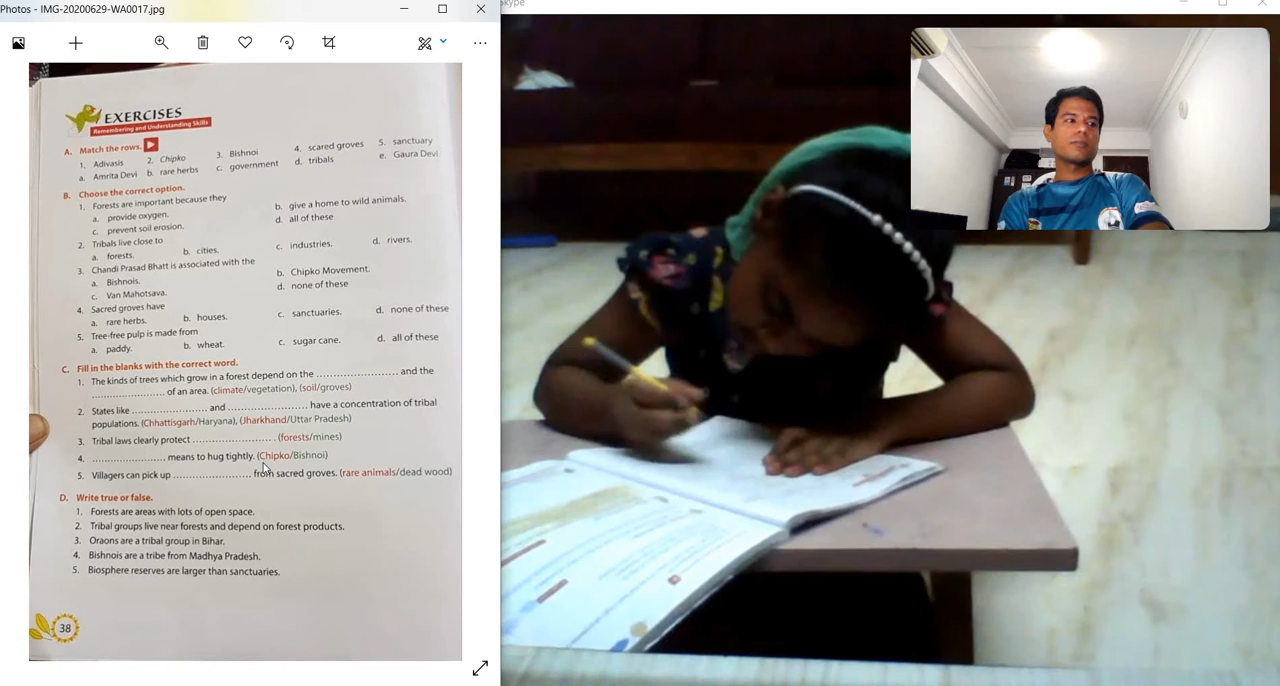 Photos - IMG-20200629-WA0017.jpg
kype
EXERCISES
Remembering and Understanding Skills
A. Match the rows.
1. Adivasis 2. Chipko 3. Bishnoi 4. scared groves 5. sanctuary
a. Amrita Devi b. rare herbs c. government d. tribals e. Gaura Devi
B. Choose the correct option.
1. Forests are important because they
a. provide oxygen. b. give a home to wild animals.
c. prevent soil erosion. d. all of these
2. Tribals live close to
a. forests. b. cities. c. industries. d. rivers.
3. Chandi Prasad Bhatt is associated with the
a. Bishnois. b. Chipko Movement.
c. Van Mahotsava. d. none of these
4. Sacred groves have
a. rare herbs. b. houses. c. sanctuaries. d. none of these
5. Tree-free pulp is made from
a. paddy. b. wheat. c. sugar cane. d. all of these
C. Fill in the blanks with the correct word.
1. The kinds of trees which grow in a forest depend on the ...................... and the
...................... of an area. (climate/vegetation), (soil/groves)
2. States like ...................... and ...................... have a concentration of tribal
populations. (Chhattisgarh/Haryana), (Jharkhand/Uttar Pradesh)
3. Tribal laws clearly protect ...................... . (forests/mines)
4. ...................... means to hug tightly. (Chipko/Bishnoi)
5. Villagers can pick up ...................... from sacred groves. (rare animals/dead wood)
D. Write true or false.
1. Forests are areas with lots of open space.
2. Tribal groups live near forests and depend on forest products.
3. Oraons are a tribal group in Bihar.
4. Bishnois are a tribe from Madhya Pradesh.
5. Biosphere reserves are larger than sanctuaries.
38